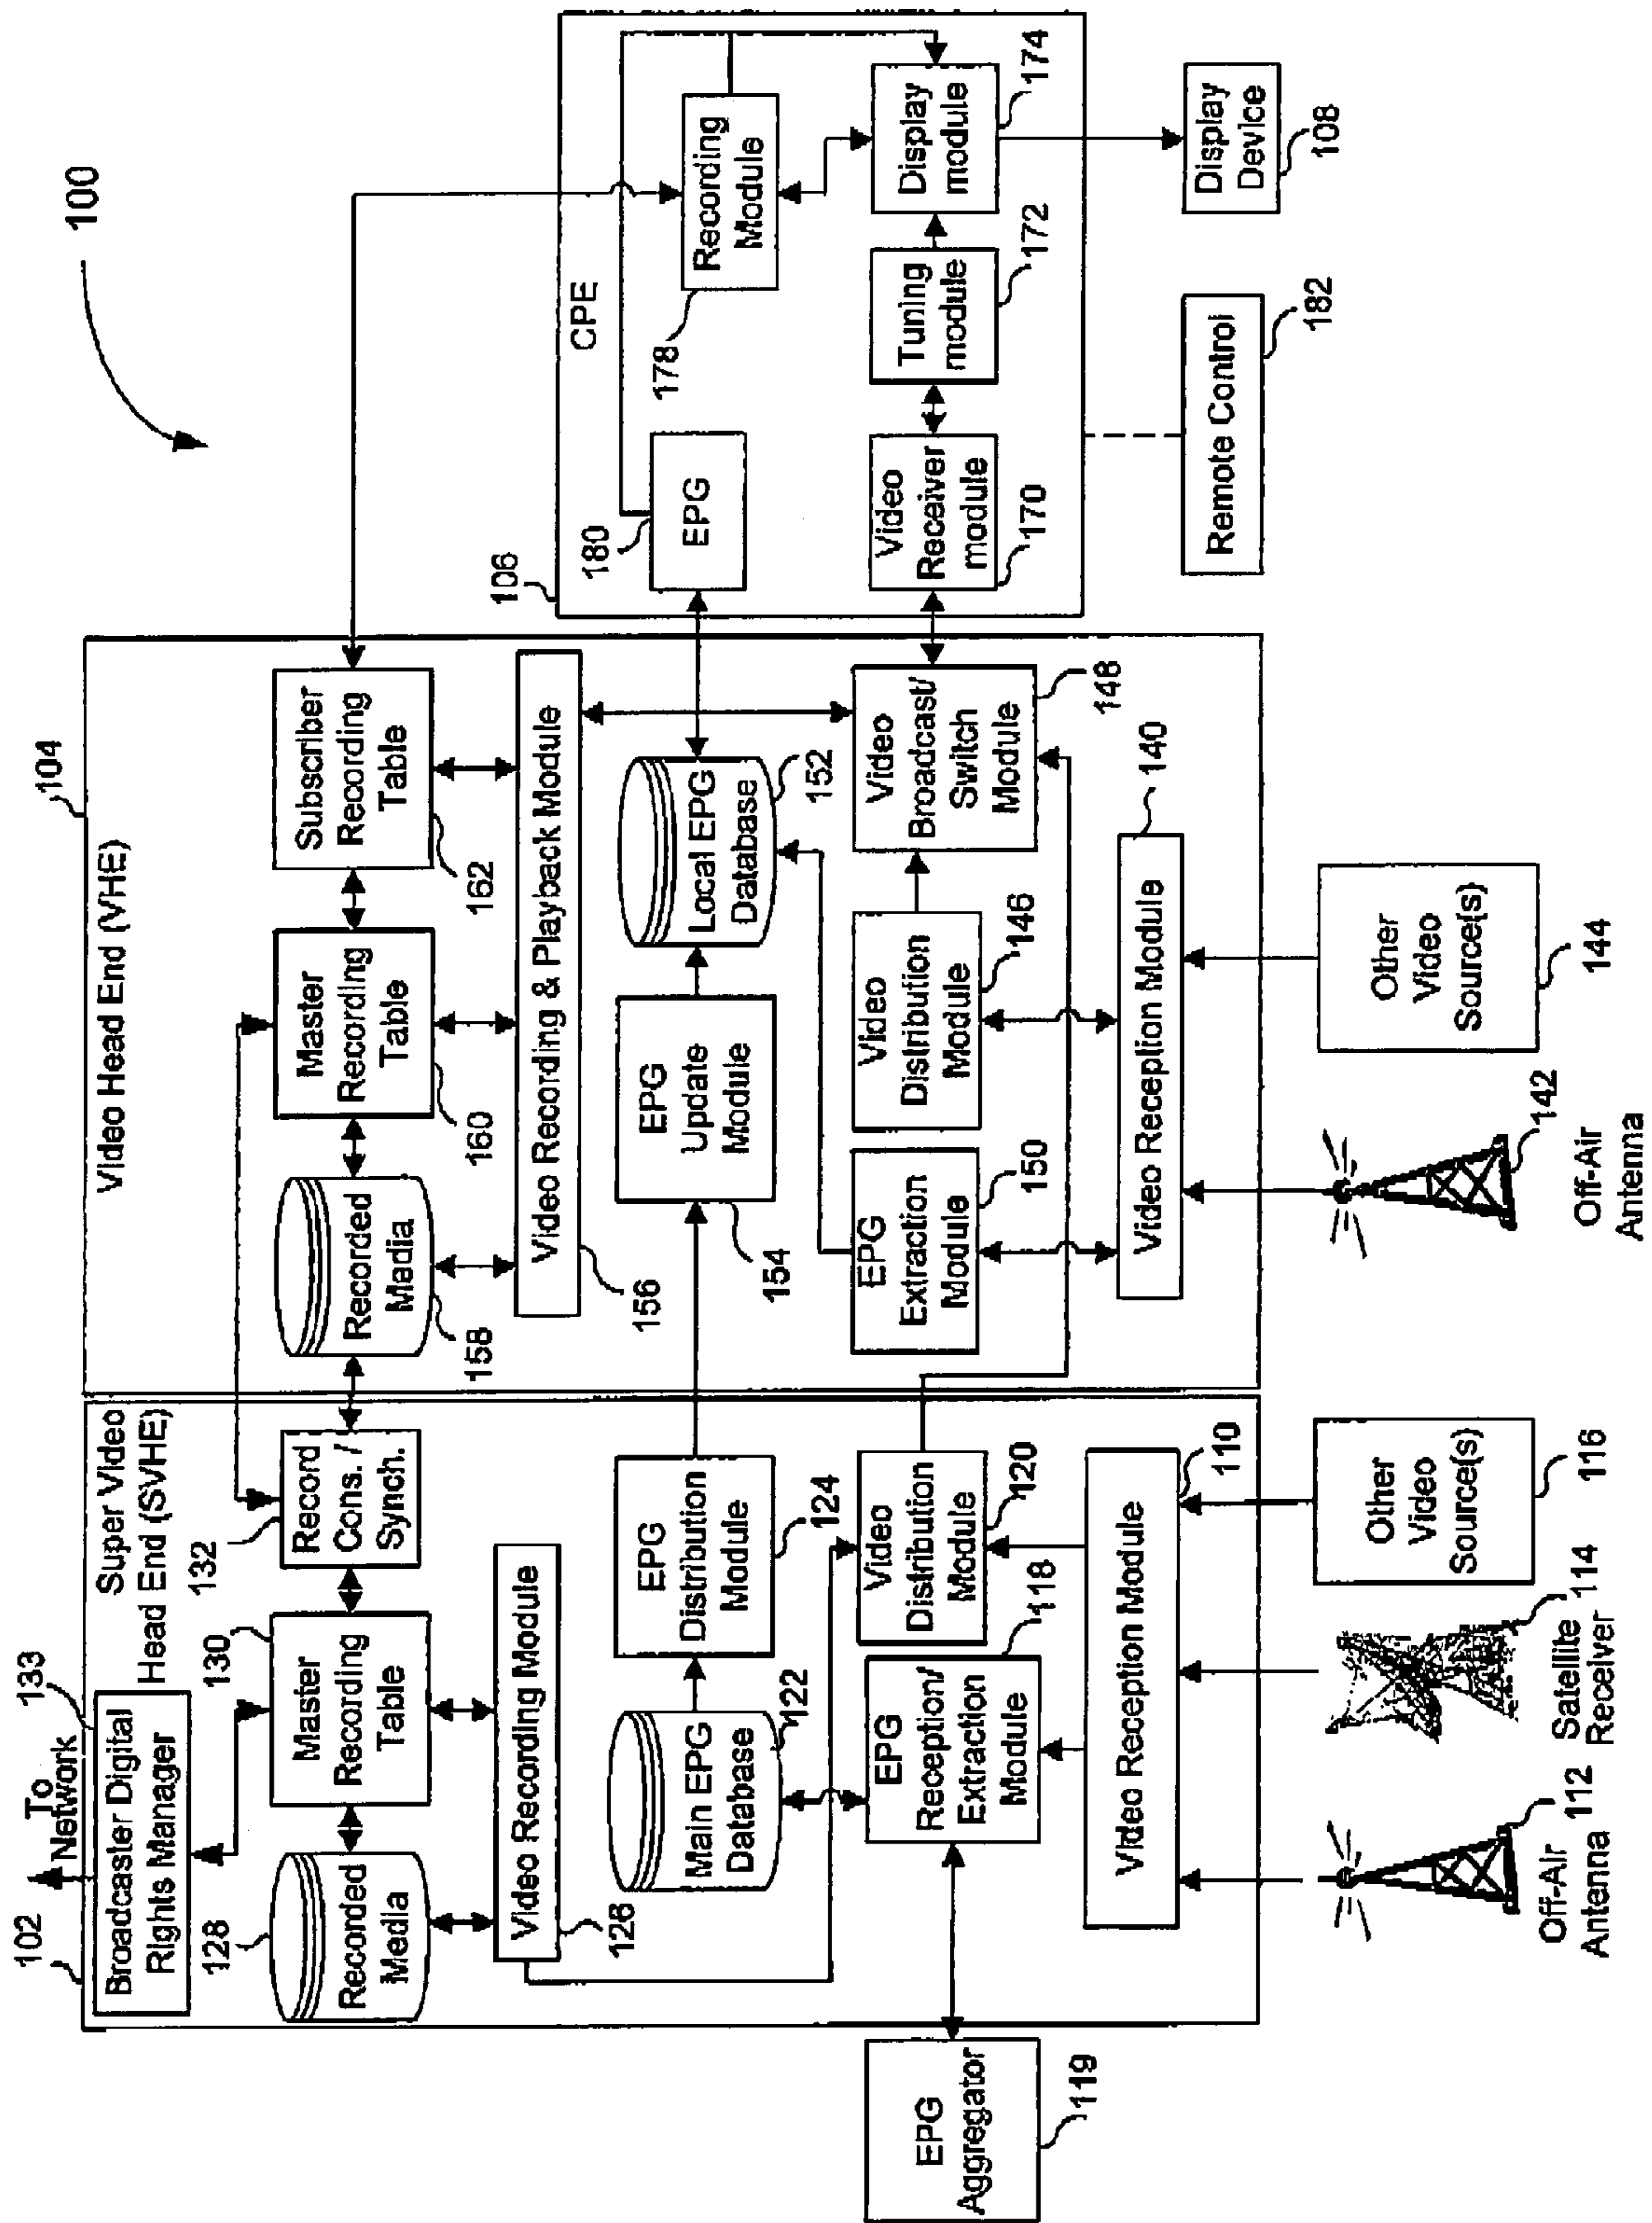 100
102
To
Network
133
Broadcaster Digital
Rights Manager
Super Video
Head End (SVHE)
128
Recorded
Media
130
Master
Recording
Table
132
Record
Cons. /
Synch.
Video Recording Module
126
Main EPG
Database
122
EPG
Distribution
Module
124
EPG
Reception/
Extraction
Module
118
Video
Distribution
Module
120
Video Reception Module
110
EPG
Aggregator
119
Off-Air
Antenna
112
Satellite
Receiver
114
Other
Video
Source(s)
116
104
Video Head End (VHE)
Recorded
Media
158
Master
Recording
Table
160
Subscriber
Recording
Table
162
Video Recording & Playback Module
156
EPG
Update
Module
154
Local EPG
Database
152
EPG
Extraction
Module
150
Video
Distribution
Module
146
Video
Broadcast/
Switch
Module
148
Video Reception Module
140
Off-Air
Antenna
142
Other
Video
Source(s)
144
106
CPE
180
EPG
178
Recording
Module
Video
Receiver
module
170
Tuning
module
172
Display
module
174
Remote Control
182
Display
Device
108